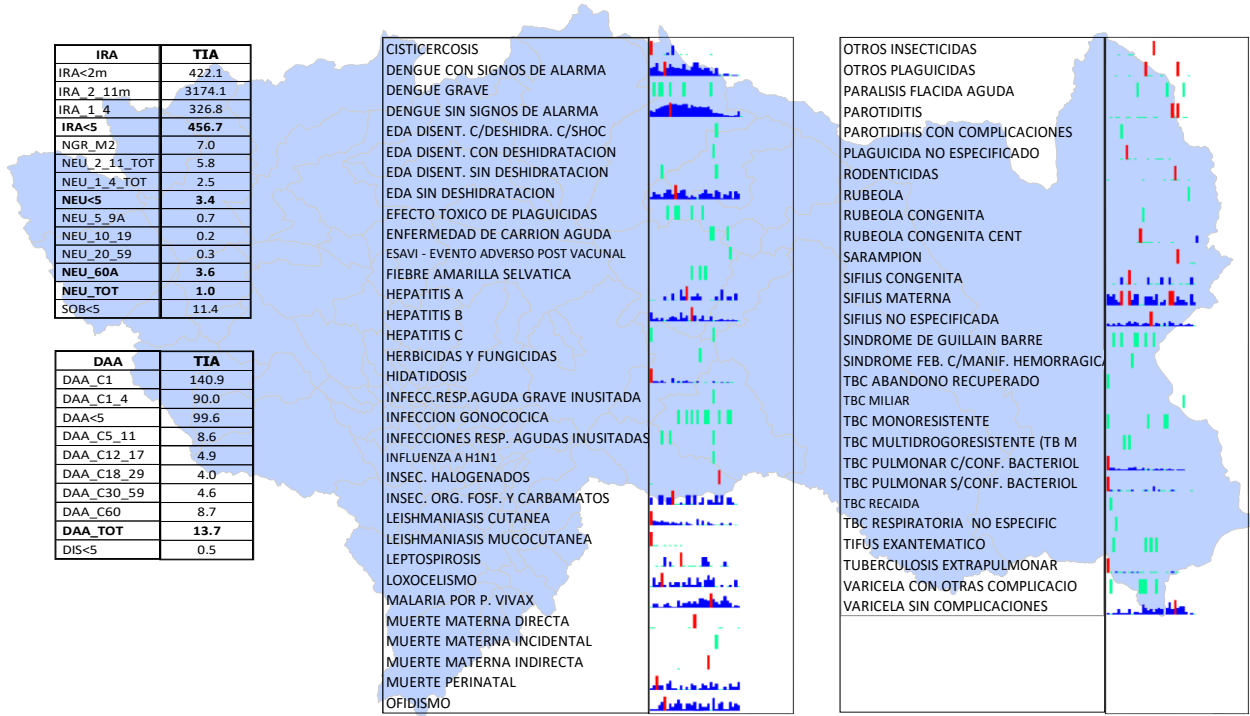 IRA TIA
IRA<2m 422.1
IRA_2_11m 3174.1
IRA_1_4 326.8
IRA<5 456.7
NGR_M2 7.0
NEU_2_11_TOT 5.8
NEU_1_4_TOT 2.5
NEU<5 3.4
NEU_5_9A 0.7
NEU_10_19 0.2
NEU_20_59 0.3
NEU_60A 3.6
NEU_TOT 1.0
SOB<5 11.4
DAA TIA
DAA_C1 140.9
DAA_C1_4 90.0
DAA<5 99.6
DAA_C5_11 8.6
DAA_C12_17 4.9
DAA_C18_29 4.0
DAA_C30_59 4.6
DAA_C60 8.7
DAA_TOT 13.7
DIS<5 0.5
CISTICERCOSIS
DENGUE CON SIGNOS DE ALARMA
DENGUE GRAVE
DENGUE SIN SIGNOS DE ALARMA
EDA DISENT. C/DESHIDRA. C/SHOC
EDA DISENT. CON DESHIDRATACION
EDA DISENT. SIN DESHIDRATACION
EDA SIN DESHIDRATACION
EFECTO TOXICO DE PLAGUICIDAS
ENFERMEDAD DE CARRION AGUDA
ESAVI - EVENTO ADVERSO POST VACUNAL
FIEBRE AMARILLA SELVATICA
HEPATITIS A
HEPATITIS B
HEPATITIS C
HERBICIDAS Y FUNGICIDAS
HIDATIDOSIS
INFECC.RESP.AGUDA GRAVE INUSITADA
INFECCION GONOCOCICA
INFECCIONES RESP. AGUDAS INUSITADAS
INFLUENZA A H1N1
INSEC. HALOGENADOS
INSEC. ORG. FOSF. Y CARBAMATOS
LEISHMANIASIS CUTANEA
LEISHMANIASIS MUCOCUTANEA
LEPTOSPIROSIS
LOXOCELISMO
MALARIA POR P. VIVAX
MUERTE MATERNA DIRECTA
MUERTE MATERNA INCIDENTAL
MUERTE MATERNA INDIRECTA
MUERTE PERINATAL
OFIDISMO
OTROS INSECTICIDAS
OTROS PLAGUICIDAS
PARALISIS FLACIDA AGUDA
PAROTIDITIS
PAROTIDITIS CON COMPLICACIONES
PLAGUICIDA NO ESPECIFICADO
RODENTICIDAS
RUBEOLA
RUBEOLA CONGENITA
RUBEOLA CONGENITA CENT
SARAMPION
SIFILIS CONGENITA
SIFILIS MATERNA
SIFILIS NO ESPECIFICADA
SINDROME DE GUILLAIN BARRE
SINDROME FEB. C/MANIF. HEMORRAGICA
TBC ABANDONO RECUPERADO
TBC MILIAR
TBC MONORESISTENTE
TBC MULTIDROGORESISTENTE (TB M
TBC PULMONAR C/CONF. BACTERIOL
TBC PULMONAR S/CONF. BACTERIOL
TBC RECAIDA
TBC RESPIRATORIA NO ESPECIFIC
TIFUS EXANTEMATICO
TUBERCULOSIS EXTRAPULMONAR
VARICELA CON OTRAS COMPLICACIO
VARICELA SIN COMPLICACIONES